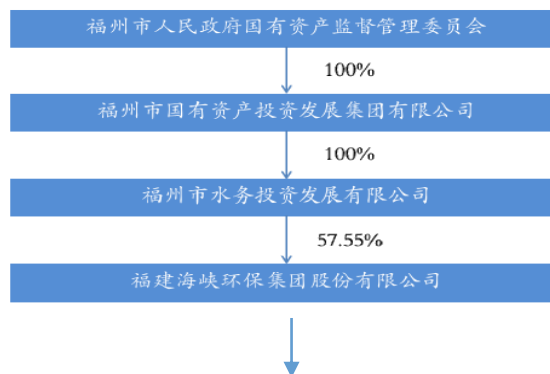 福州市人民政府国有资产监督管理委员会
100%
福州市国有资产投资发展集团有限公司
100%
福州市水务投资发展有限公司
57.55%
福建海峡环保集团股份有限公司